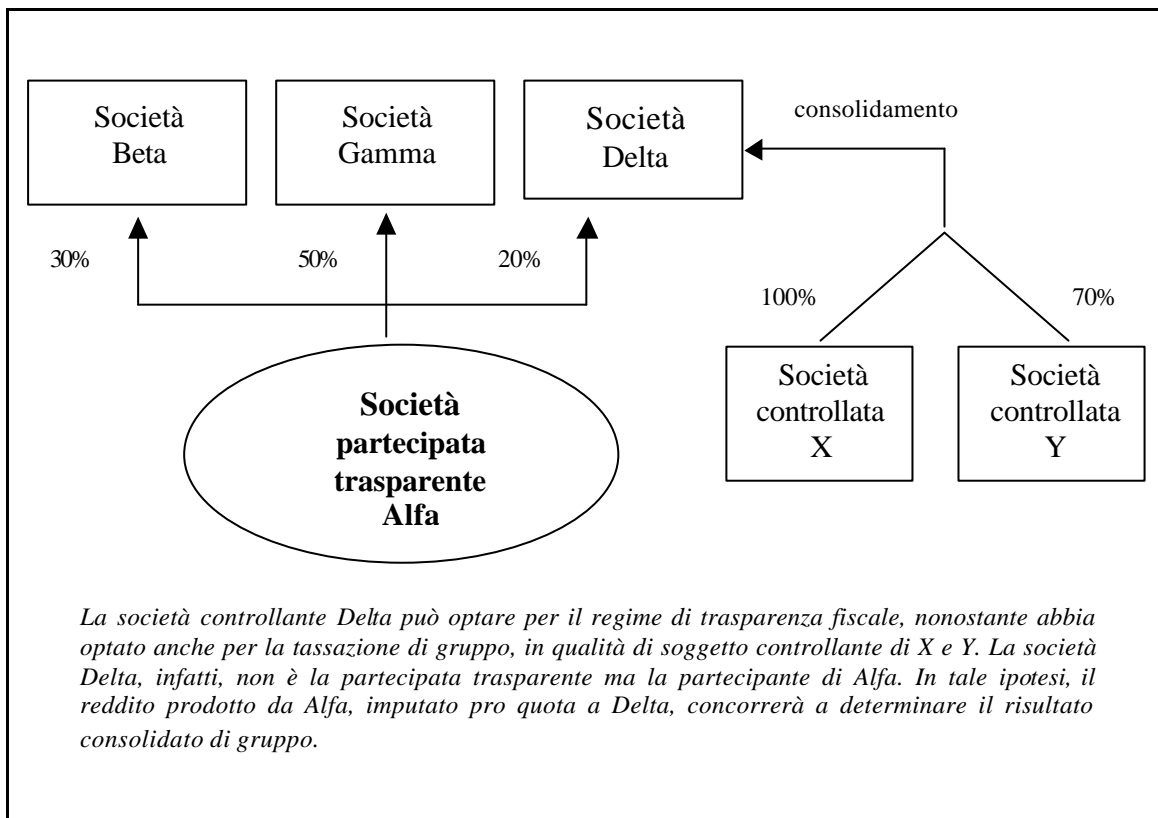 Società
Beta
Società
Gamma
Società
Delta
consolidamento
30%
50%
20%
100%
70%
Società
partecipata
trasparente
Alfa
Società
controllata
X
Società
controllata
Y
La società controllante Delta può optare per il regime di trasparenza fiscale, nonostante abbia
optato anche per la tassazione di gruppo, in qualità di soggetto controllante di X e Y. La società
Delta, infatti, non è la partecipata trasparente ma la partecipante di Alfa. In tale ipotesi, il
reddito prodotto da Alfa, imputato pro quota a Delta, concorrerà a determinare il risultato
consolidato di gruppo.